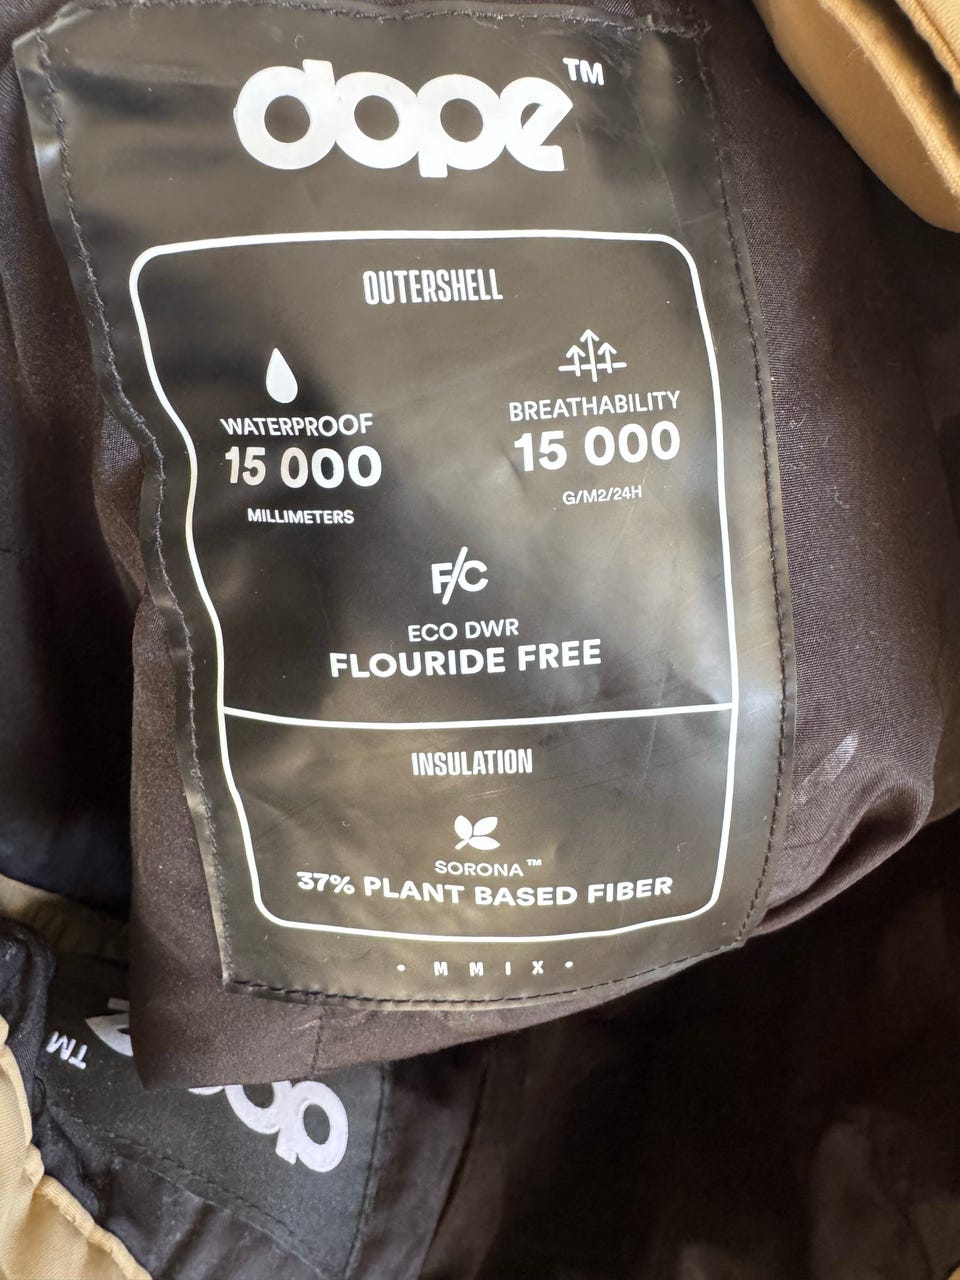 dope™
OUTERSHELL
WATERPROOF
15 000
MILLIMETERS
BREATHABILITY
15 000
G/M2/24H
F/C
ECO DWR
FLOURIDE FREE
INSULATION
SORONA™
37% PLANT BASED FIBER
• M M I X •
dope™